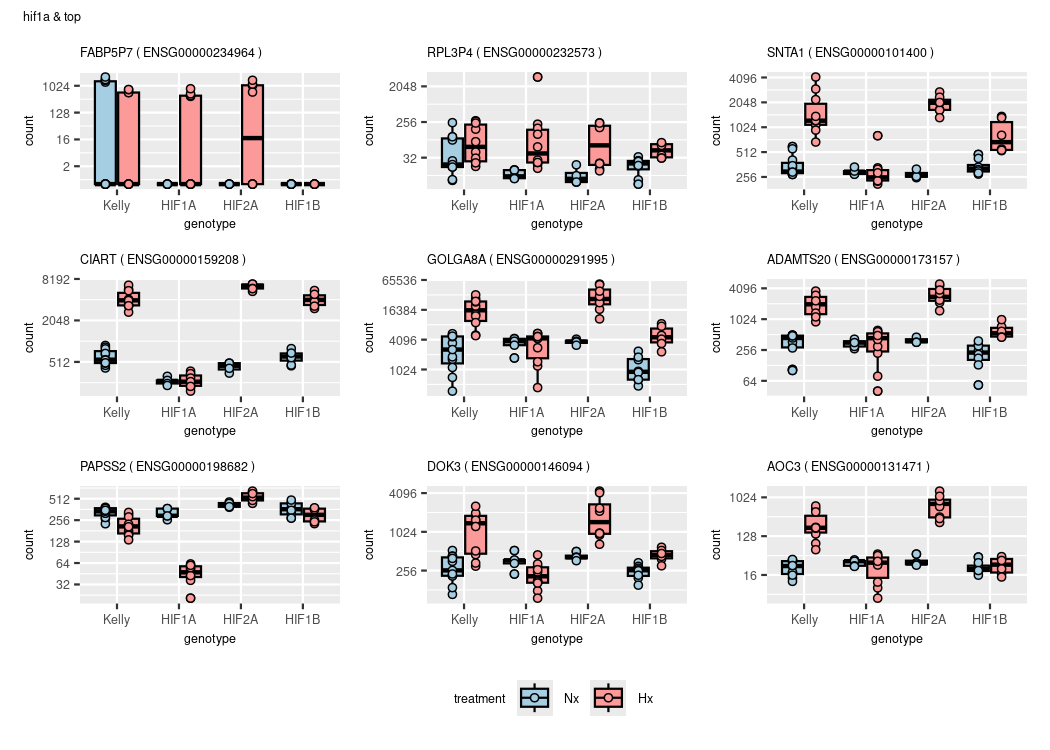 hif1a & top
FABP5P7 ( ENSG00000234964 )
count
1024
128
16
2
Kelly HIF1A HIF2A HIF1B
genotype
RPL3P4 ( ENSG00000232573 )
count
2048
256
32
Kelly HIF1A HIF2A HIF1B
genotype
SNTA1 ( ENSG00000101400 )
count
4096
2048
1024
512
256
Kelly HIF1A HIF2A HIF1B
genotype
CIART ( ENSG00000159208 )
count
8192
2048
512
Kelly HIF1A HIF2A HIF1B
genotype
GOLGA8A ( ENSG00000291995 )
count
65536
16384
4096
1024
Kelly HIF1A HIF2A HIF1B
genotype
ADAMTS20 ( ENSG00000173157 )
count
4096
1024
256
64
Kelly HIF1A HIF2A HIF1B
genotype
PAPSS2 ( ENSG00000198682 )
count
512
256
128
64
32
Kelly HIF1A HIF2A HIF1B
genotype
DOK3 ( ENSG00000146094 )
count
4096
1024
256
Kelly HIF1A HIF2A HIF1B
genotype
AOC3 ( ENSG00000131471 )
count
1024
128
16
Kelly HIF1A HIF2A HIF1B
genotype
treatment Nx Hx